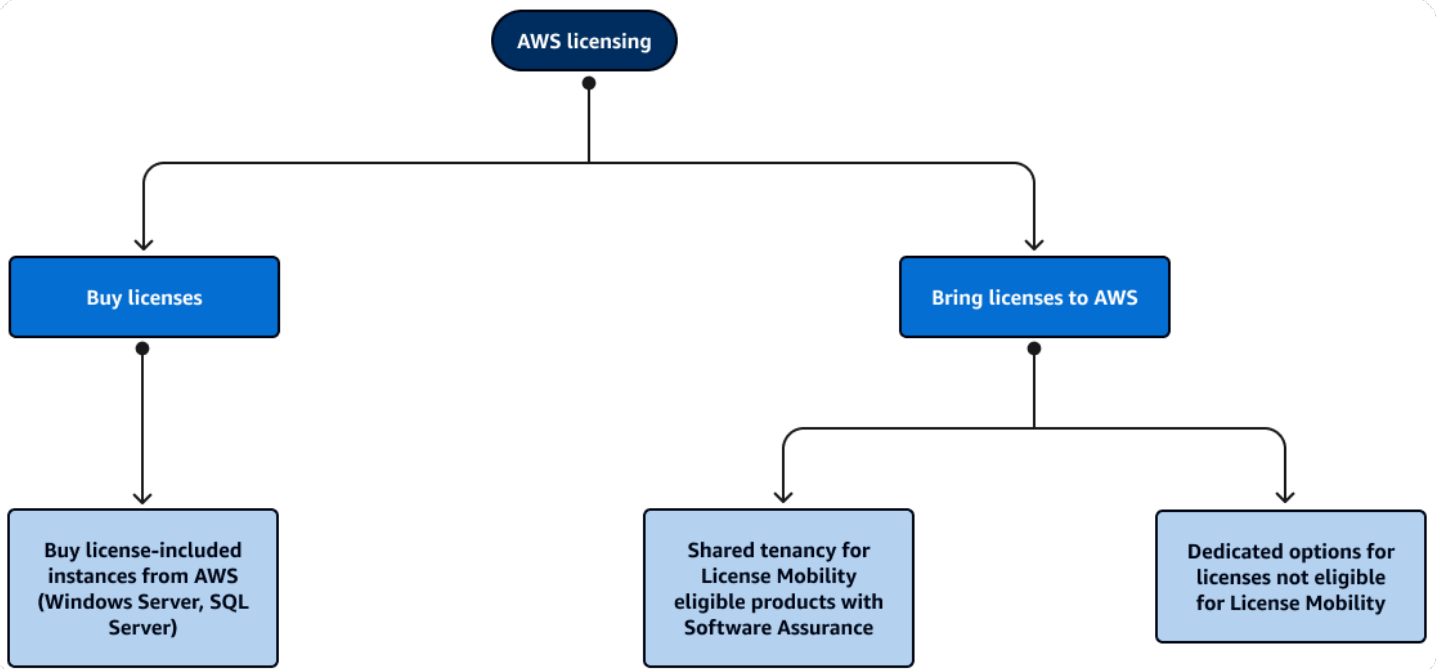 AWS licensing
Buy licenses
Bring licenses to AWS
Buy license-included
instances from AWS
(Windows Server, SQL
Server)
Shared tenancy for
License Mobility
eligible products with
Software Assurance
Dedicated options for
licenses not eligible
for License Mobility